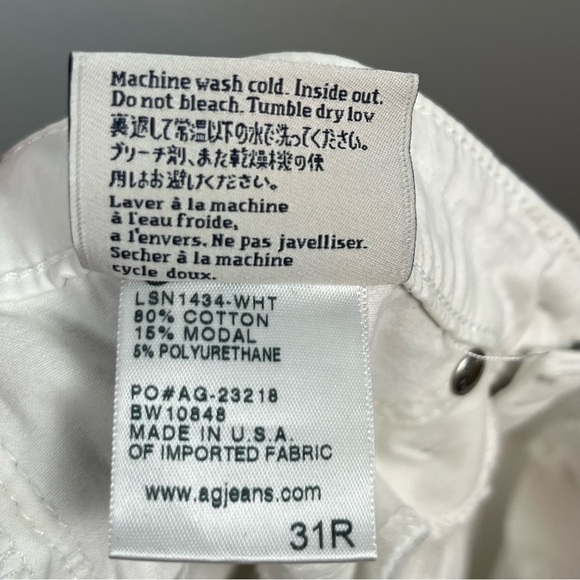 Machine wash cold. Inside out.
Do not bleach. Tumble dry low
裏返して常温以下の水で洗ってください。
ブリーチ剤、また乾燥機の使
用はお避けください。
Laver à la machine
à l'eau froide,
a l'envers. Ne pas javelliser.
Secher à la machine
cycle doux.
LSN1434-WHT
80% COTTON
15% MODAL
5% POLYURETHANE
PO#AG-23218
BW10848
MADE IN U.S.A.
OF IMPORTED FABRIC
www.agjeans.com
31R